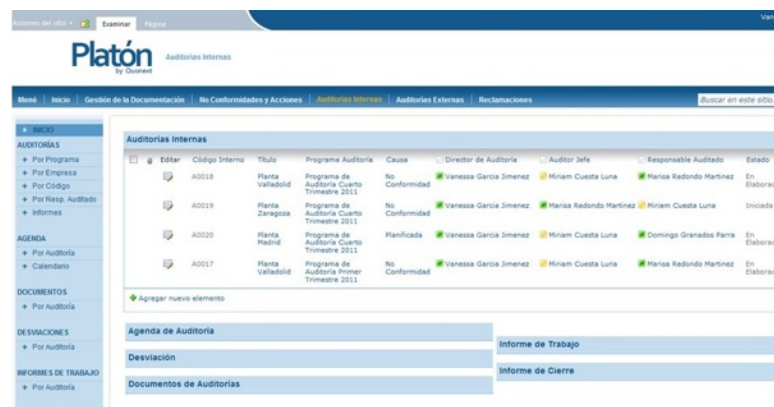 Acciones del sitio Examinar Página
Van
Platón
by Quonext
Auditorías Internas
Menú Inicio Gestión de la Documentación No Conformidades y Acciones Auditorías Internas Auditorías Externas Reclamaciones Buscar en este sitio.
INICIO
AUDITORÍAS
Por Programa
Por Empresa
Por Código
Por Resp. Auditado
Informes
AGENDA
Por Auditoría
Calendario
DOCUMENTOS
Por Auditoría
DESVIACIONES
Por Auditoría
INFORMES DE TRABAJO
Por Auditoría
Auditorías Internas
Editar Código Interno Título Programa Auditoría Causa Director de Auditoría Auditor Jefe Responsable Auditado Estado
A0018 Planta Valladolid Programa de Auditoría Cuarto Trimestre 2011 No Conformidad Vanessa Garcia Jimenez Miriam Cuesta Luna Marisa Redondo Martinez En Elabora
A0019 Planta Zaragoza Programa de Auditoría Cuarto Trimestre 2011 No Conformidad Vanessa Garcia Jimenez Marisa Redondo Martinez Miriam Cuesta Luna Iniciada
A0020 Planta Madrid Programa de Auditoría Cuarto Trimestre 2011 Planificada Vanessa Garcia Jimenez Miriam Cuesta Luna Domingo Granados Parra En Elabora
A0017 Planta Valladolid Programa de Auditoría Primer Trimestre 2011 No Conformidad Vanessa Garcia Jimenez Miriam Cuesta Luna Marisa Redondo Martinez En Elabora
Agregar nuevo elemento
Agenda de Auditoría
Desviación
Documentos de Auditorías
Informe de Trabajo
Informe de Cierre